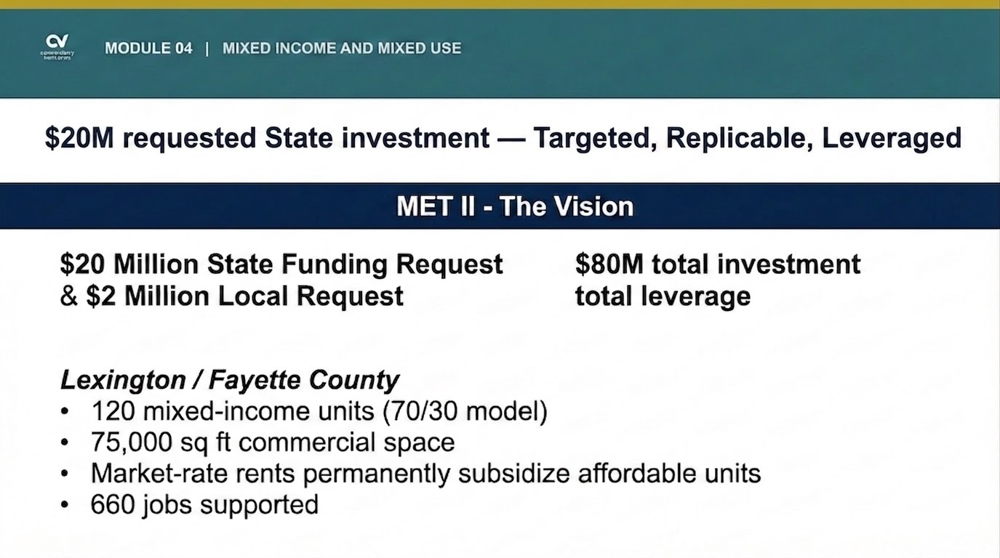 CV
MODULE 04 | MIXED INCOME AND MIXED USE
$20M requested State investment — Targeted, Replicable, Leveraged
MET II - The Vision
$20 Million State Funding Request
& $2 Million Local Request
$80M total investment
total leverage
Lexington / Fayette County
• 120 mixed-income units (70/30 model)
• 75,000 sq ft commercial space
• Market-rate rents permanently subsidize affordable units
• 660 jobs supported